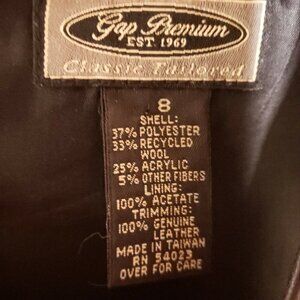 Gap Premium
EST. 1969
Classic Tailored
8
SHELL:
37% POLYESTER
33% RECYCLED
WOOL
25% ACRYLIC
5% OTHER FIBERS
LINING:
100% ACETATE
TRIMMING:
100% GENUINE
LEATHER
MADE IN TAIWAN
RN 54023
OVER FOR CARE